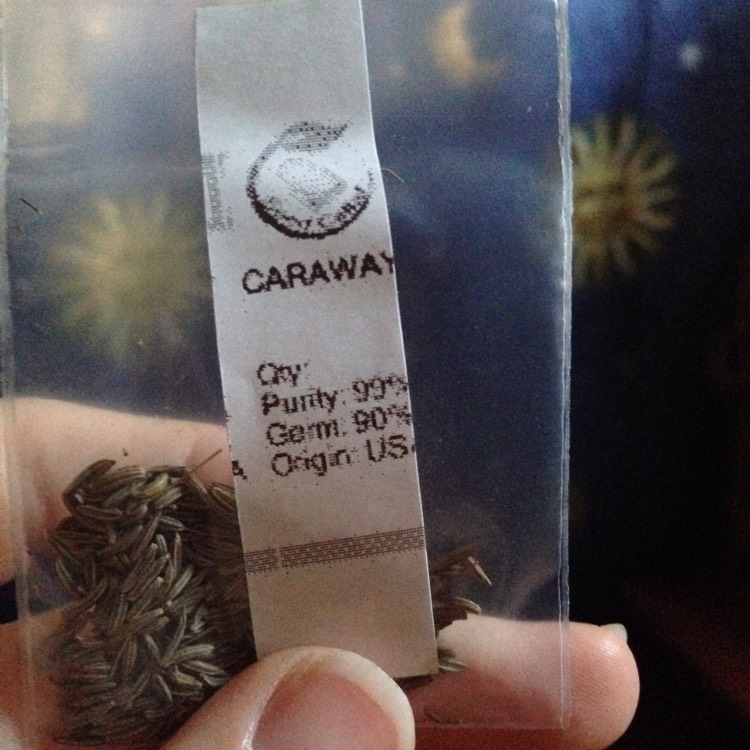 CARAWAY
Qty:
Purity: 99%
Germ: 90%
Origin: US
A